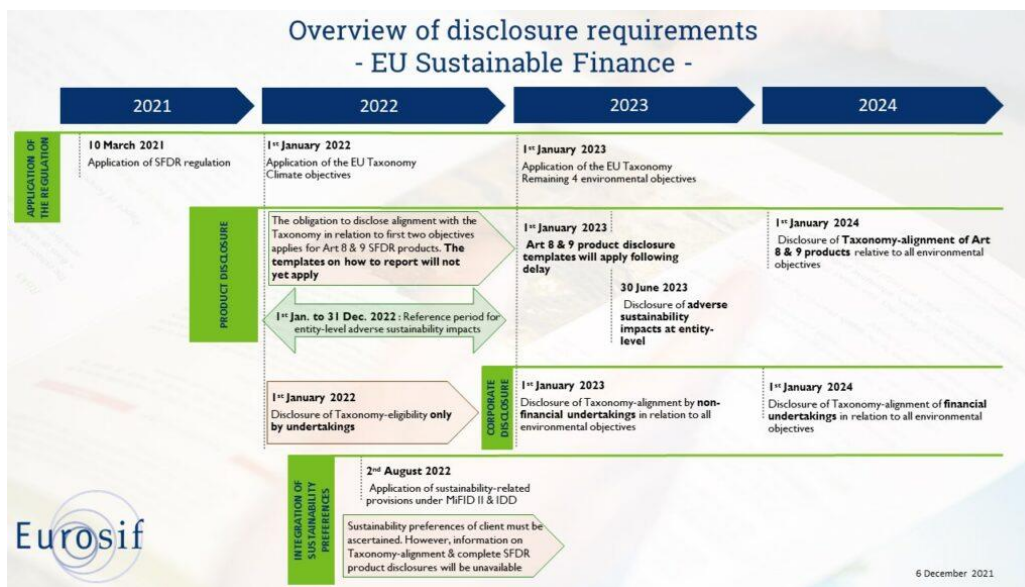 Overview of disclosure requirements
- EU Sustainable Finance -
2021
2022
2023
2024
APPLICATION OF
THE REGULATION
10 March 2021
Application of SFDR regulation
1st January 2022
Application of the EU Taxonomy
Climate objectives
1st January 2023
Application of the EU Taxonomy
Remaining 4 environmental objectives
PRODUCT DISCLOSURE
The obligation to disclose alignment with the
Taxonomy in relation to first two objectives
applies for Art 8 & 9 SFDR products. The
templates on how to report will not
yet apply
1st January 2023
Art 8 & 9 product disclosure
templates will apply following
delay
1st January 2024
Disclosure of Taxonomy-alignment of Art
8 & 9 products relative to all environmental
objectives
1st Jan. to 31 Dec. 2022 : Reference period for
entity-level adverse sustainability impacts
30 June 2023
Disclosure of adverse
sustainability
impacts at entity-
level
1st January 2022
Disclosure of Taxonomy-eligibility only
by undertakings
CORPORATE
DISCLOSURE
1st January 2023
Disclosure of Taxonomy-alignment by non-
financial undertakings in relation to all
environmental objectives
1st January 2024
Disclosure of Taxonomy-alignment of financial
undertakings in relation to all environmental
objectives
INTEGRATION OF
SUSTAINABILITY
PREFERENCES
2nd August 2022
Application of sustainability-related
provisions under MiFID II & IDD
Sustainability preferences of client must be
ascertained. However, information on
Taxonomy-alignment & complete SFDR
product disclosures will be unavailable
Eurosif
6 December 2021